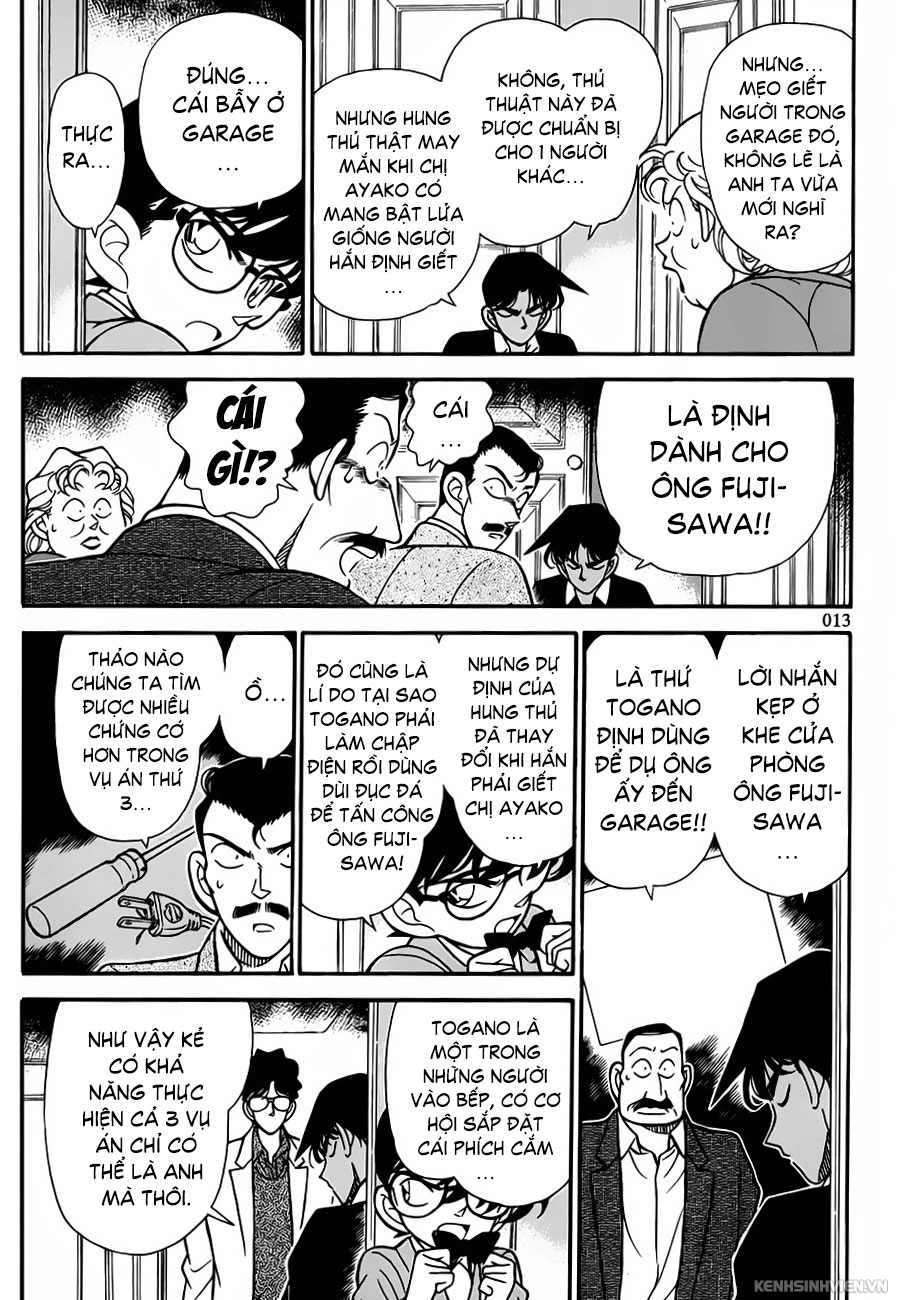 NHƯNG...
MẸO GIẾT
NGƯỜI TRONG
GARAGE ĐÓ,
KHÔNG LẼ LÀ
ANH TA VỪA
MỚI NGHĨ
RA?
KHÔNG, THỦ
THUẬT NÀY ĐÃ
ĐƯỢC CHUẨN BỊ
CHO 1 NGƯỜI
KHÁC...
NHƯNG HUNG
THỦ THẬT MAY
MẮN KHI CHỊ
AYAKO CÓ
MANG BẬT LỬA
GIỐNG NGƯỜI
HẮN ĐỊNH GIẾT
...
ĐÚNG...
CÁI BẪY Ở
GARAGE
...
THỰC
RA...
LÀ ĐỊNH
DÀNH CHO
ÔNG FUJI-
SAWA!!
CÁI
...
CÁI
GÌ!?
013
LỜI NHẮN
KẸP Ở
KHE CỬA
PHÒNG
ÔNG FUJI-
SAWA
...
LÀ THỨ
TOGANO
ĐỊNH DÙNG
ĐỂ DỤ ÔNG
ẤY ĐẾN
GARAGE!!
NHƯNG DỰ
ĐỊNH CỦA
HUNG THỦ
ĐÃ THAY
ĐỔI KHI HẮN
PHẢI GIẾT
CHỊ AYAKO
...
ĐÓ CŨNG LÀ
LÍ DO TẠI SAO
TOGANO PHẢI
LÀM CHẬP
ĐIỆN RỒI DÙNG
DÙI ĐỤC ĐÁ
ĐỂ TẤN CÔNG
ÔNG FUJI-
SAWA!
Ồ...
THẢO NÀO
CHÚNG TA TÌM
ĐƯỢC NHIỀU
CHỨNG CỚ
HƠN TRONG
VỤ ÁN THỨ
3...
TOGANO LÀ
MỘT TRONG
NHỮNG NGƯỜI
VÀO BẾP, CÓ CƠ
HỘI SẮP ĐẶT
CÁI PHÍCH CẮM
...
NHƯ VẬY KẺ
CÓ KHẢ
NĂNG THỰC
HIỆN CẢ 3 VỤ
ÁN CHỈ CÓ
THỂ LÀ ANH
MÀ THÔI.
KENHSINHVIEN.VN